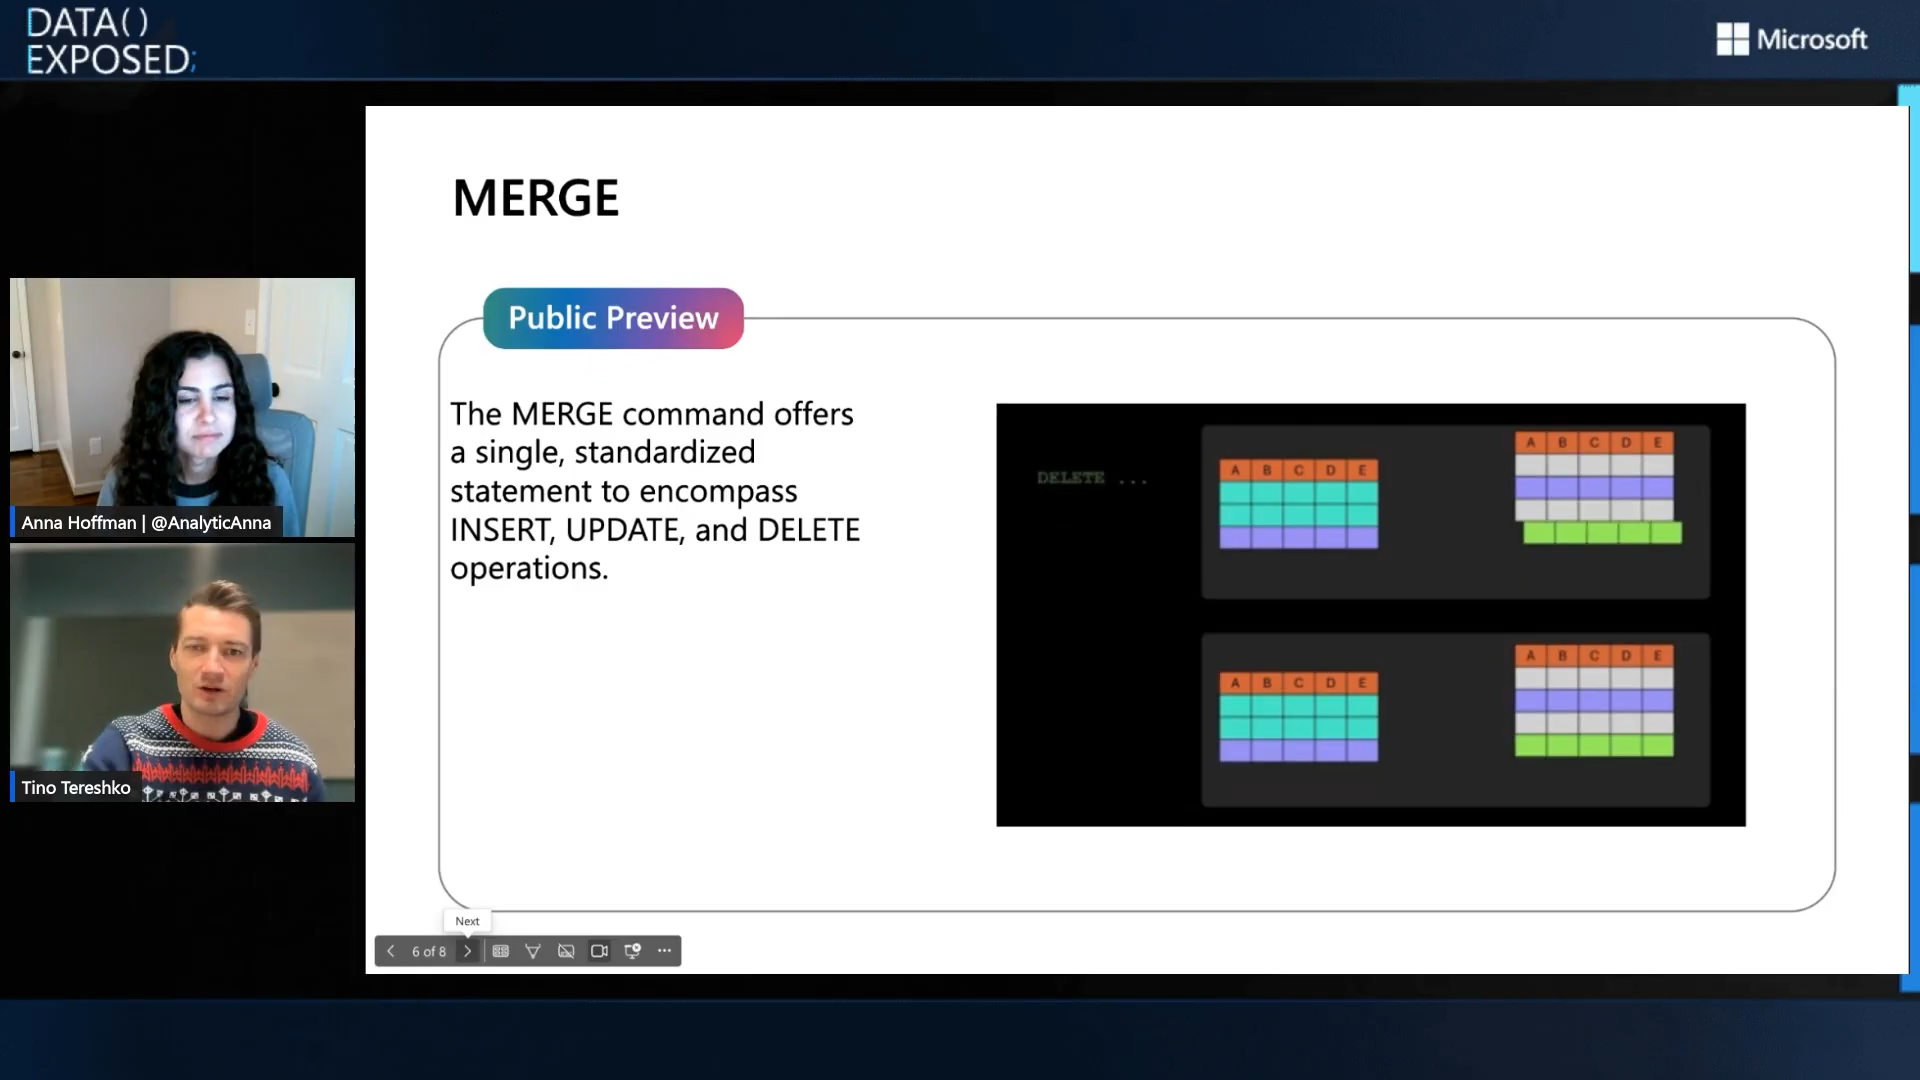 DATA()
EXPOSED;
Microsoft
MERGE
Public Preview
The MERGE command offers
a single, standardized
statement to encompass
INSERT, UPDATE, and DELETE
operations.
DELETE ...
A B C D E
A B C D E
A B C D E
A B C D E
Anna Hoffman | @AnalyticAnna
Tino Tereshko
Next
6 of 8